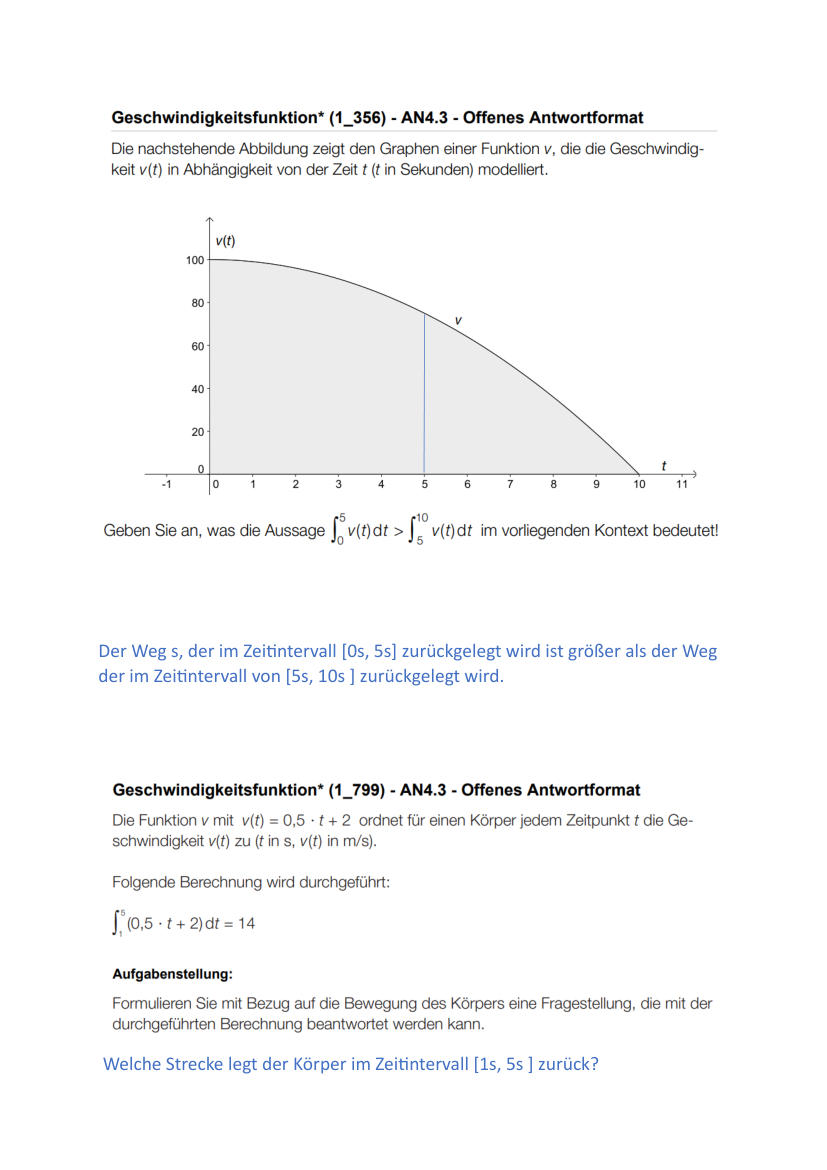 Geschwindigkeitsfunktion* (1_356) - AN4.3 - Offenes Antwortformat
Die nachstehende Abbildung zeigt den Graphen einer Funktion v, die die Geschwindig-
keit v(t) in Abhängigkeit von der Zeit t (t in Sekunden) modelliert.
v(t)
100
80
60
40
20
0
v
t
-1 0 1 2 3 4 5 6 7 8 9 10 11
Geben Sie an, was die Aussage ∫₀⁵ v(t) dt > ∫₅¹⁰ v(t) dt im vorliegenden Kontext bedeutet!
Der Weg s, der im Zeitintervall [0s, 5s] zurückgelegt wird ist größer als der Weg
der im Zeitintervall von [5s, 10s ] zurückgelegt wird.
Geschwindigkeitsfunktion* (1_799) - AN4.3 - Offenes Antwortformat
Die Funktion v mit v(t) = 0,5 · t + 2 ordnet für einen Körper jedem Zeitpunkt t die Ge-
schwindigkeit v(t) zu (t in s, v(t) in m/s).
Folgende Berechnung wird durchgeführt:
∫₁⁵ (0,5 · t + 2) dt = 14
Aufgabenstellung:
Formulieren Sie mit Bezug auf die Bewegung des Körpers eine Fragestellung, die mit der
durchgeführten Berechnung beantwortet werden kann.
Welche Strecke legt der Körper im Zeitintervall [1s, 5s ] zurück?